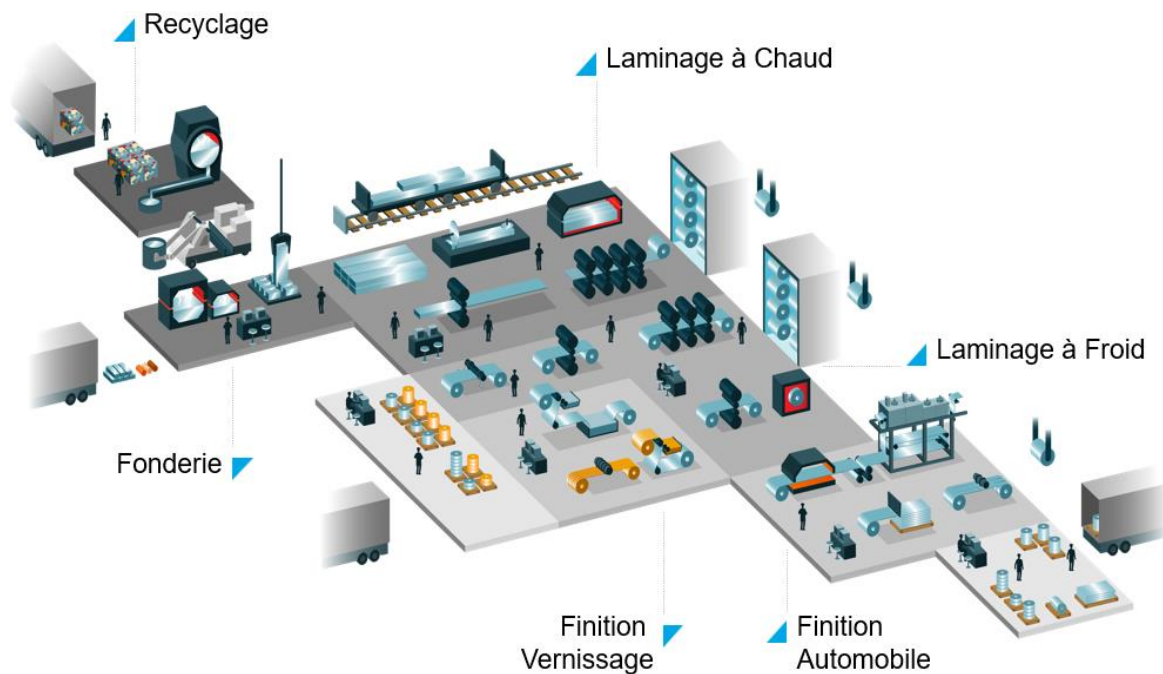 Recyclage
Laminage à Chaud
Laminage à Froid
Fonderie
Finition
Vernissage
Finition
Automobile